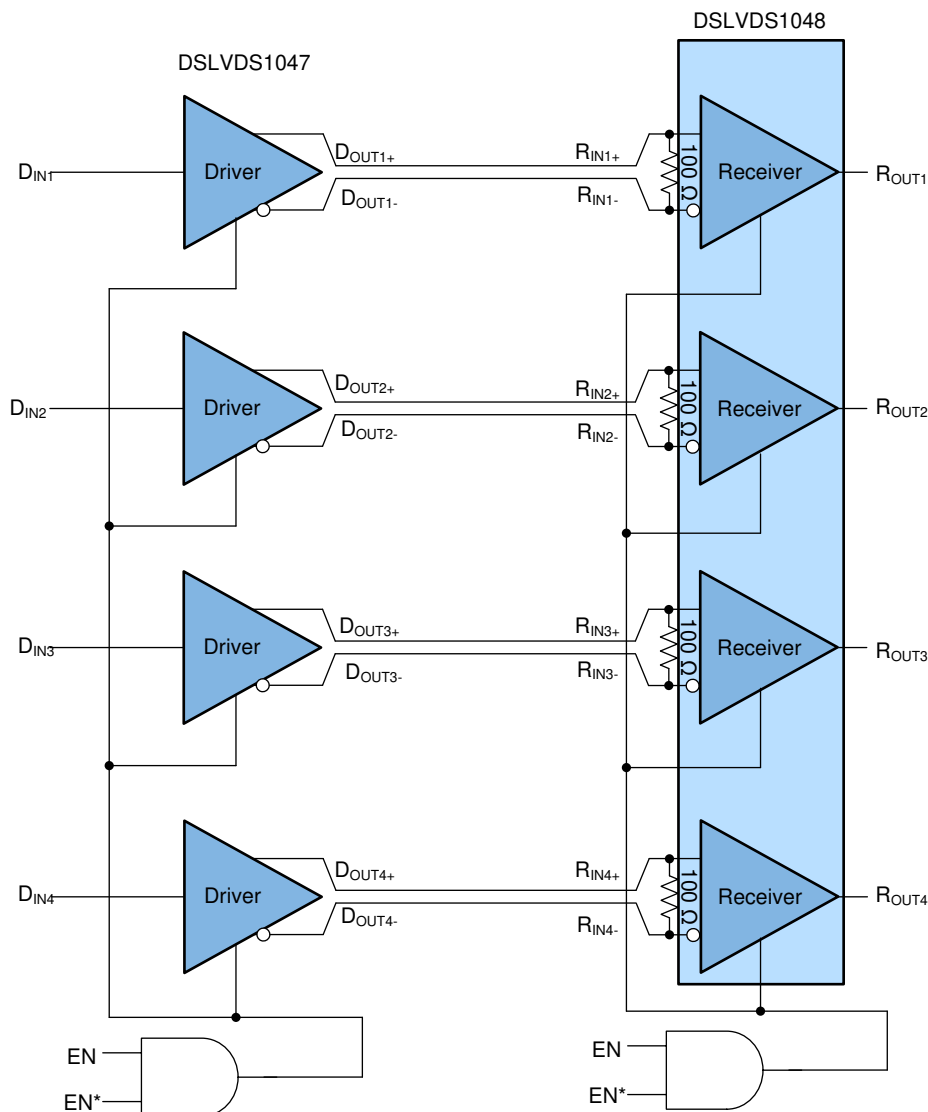 DSLVDS1048
DSLVDS1047
DIN1
Driver
DOUT1+
DOUT1-
RIN1+
RIN1-
100 Ω
Receiver
ROUT1
DIN2
Driver
DOUT2+
DOUT2-
RIN2+
RIN2-
100 Ω
Receiver
ROUT2
DIN3
Driver
DOUT3+
DOUT3-
RIN3+
RIN3-
100 Ω
Receiver
ROUT3
DIN4
Driver
DOUT4+
DOUT4-
RIN4+
RIN4-
100 Ω
Receiver
ROUT4
EN
EN*
EN
EN*